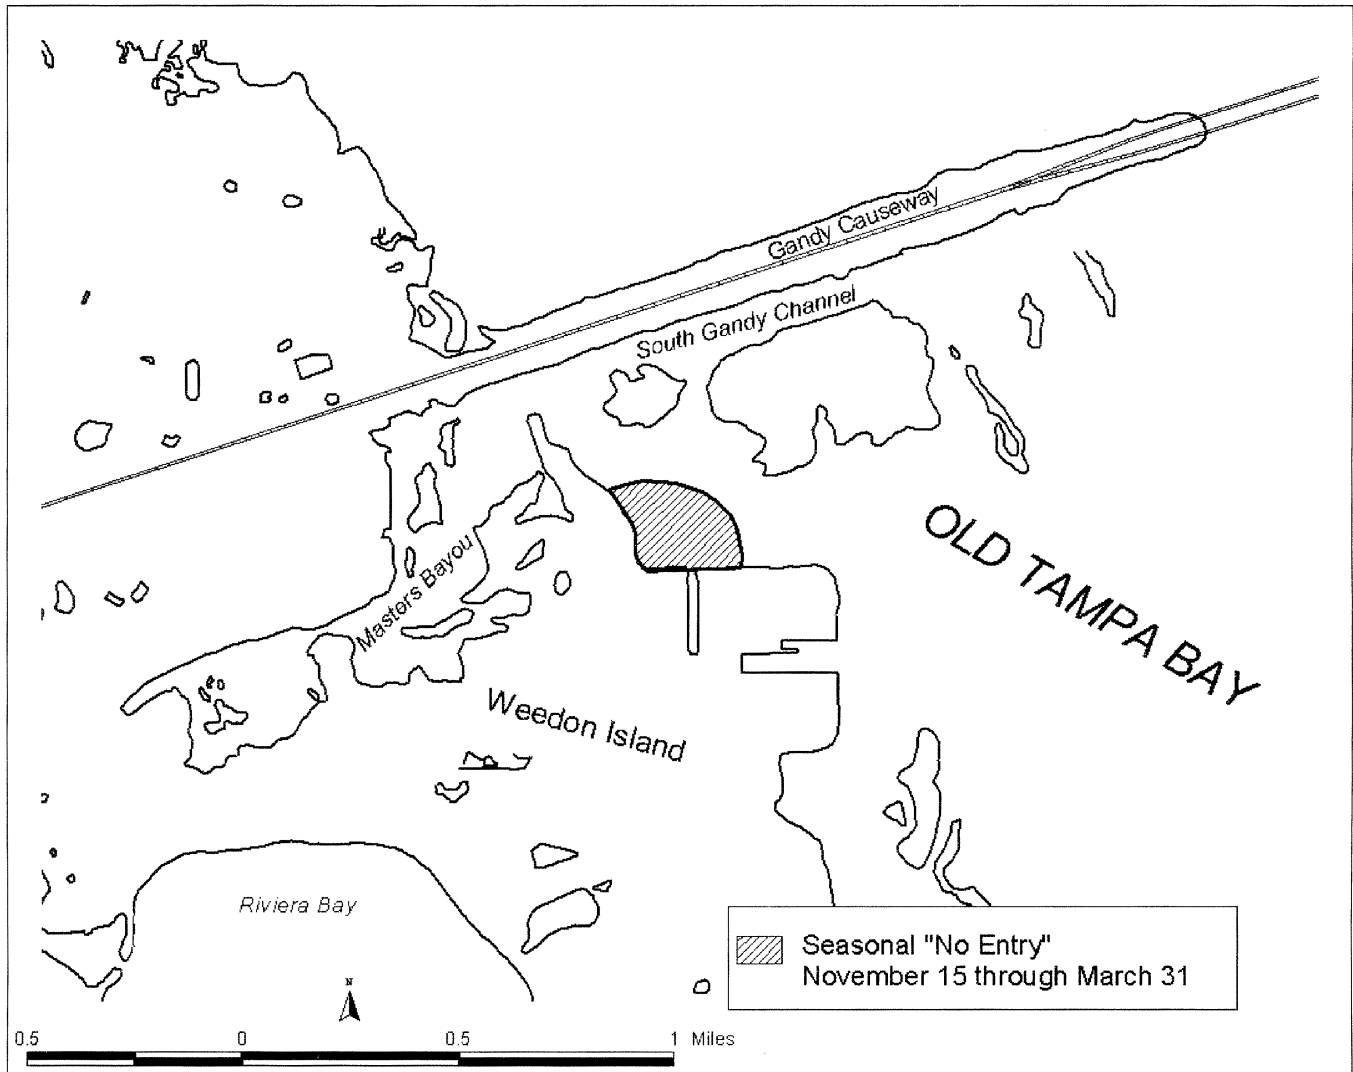 Gandy Causeway
South Gandy Channel
OLD TAMPA BAY
Masters Bayou
Weedon Island
Riviera Bay
Seasonal "No Entry"
November 15 through March 31
N
0.5 0 0.5 1 Miles